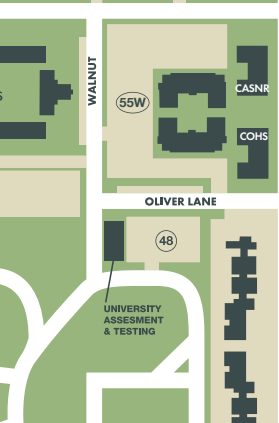 WALNUT
CASNR
55W
COHS
OLIVER LANE
48
UNIVERSITY
ASSESMENT
& TESTING